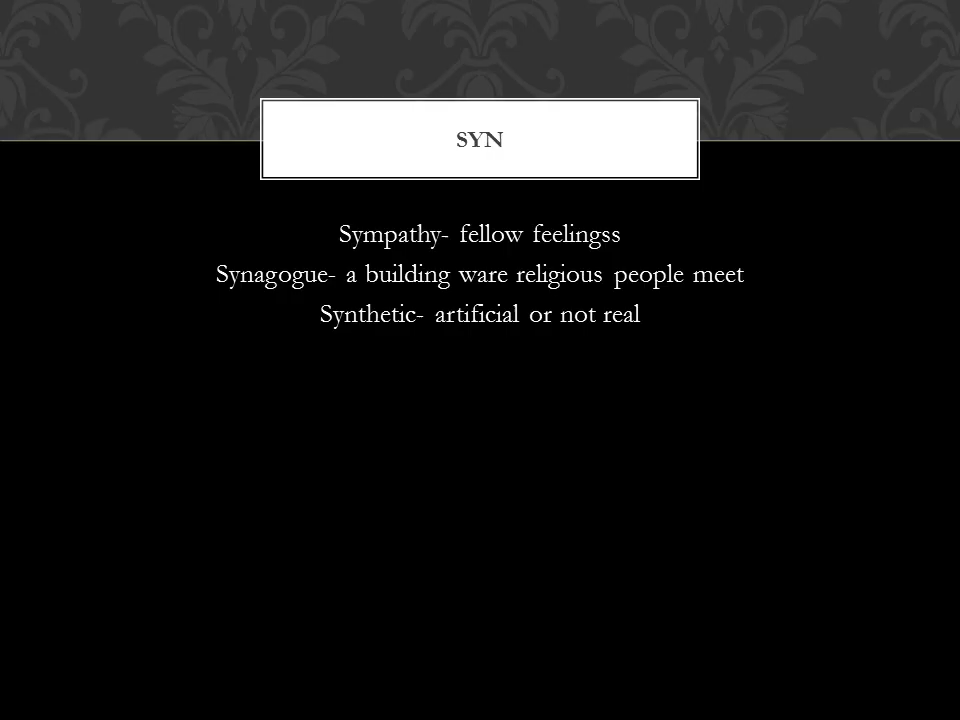 SYN
Sympathy- fellow feelingss
Synagogue- a building ware religious people meet
Synthetic- artificial or not real